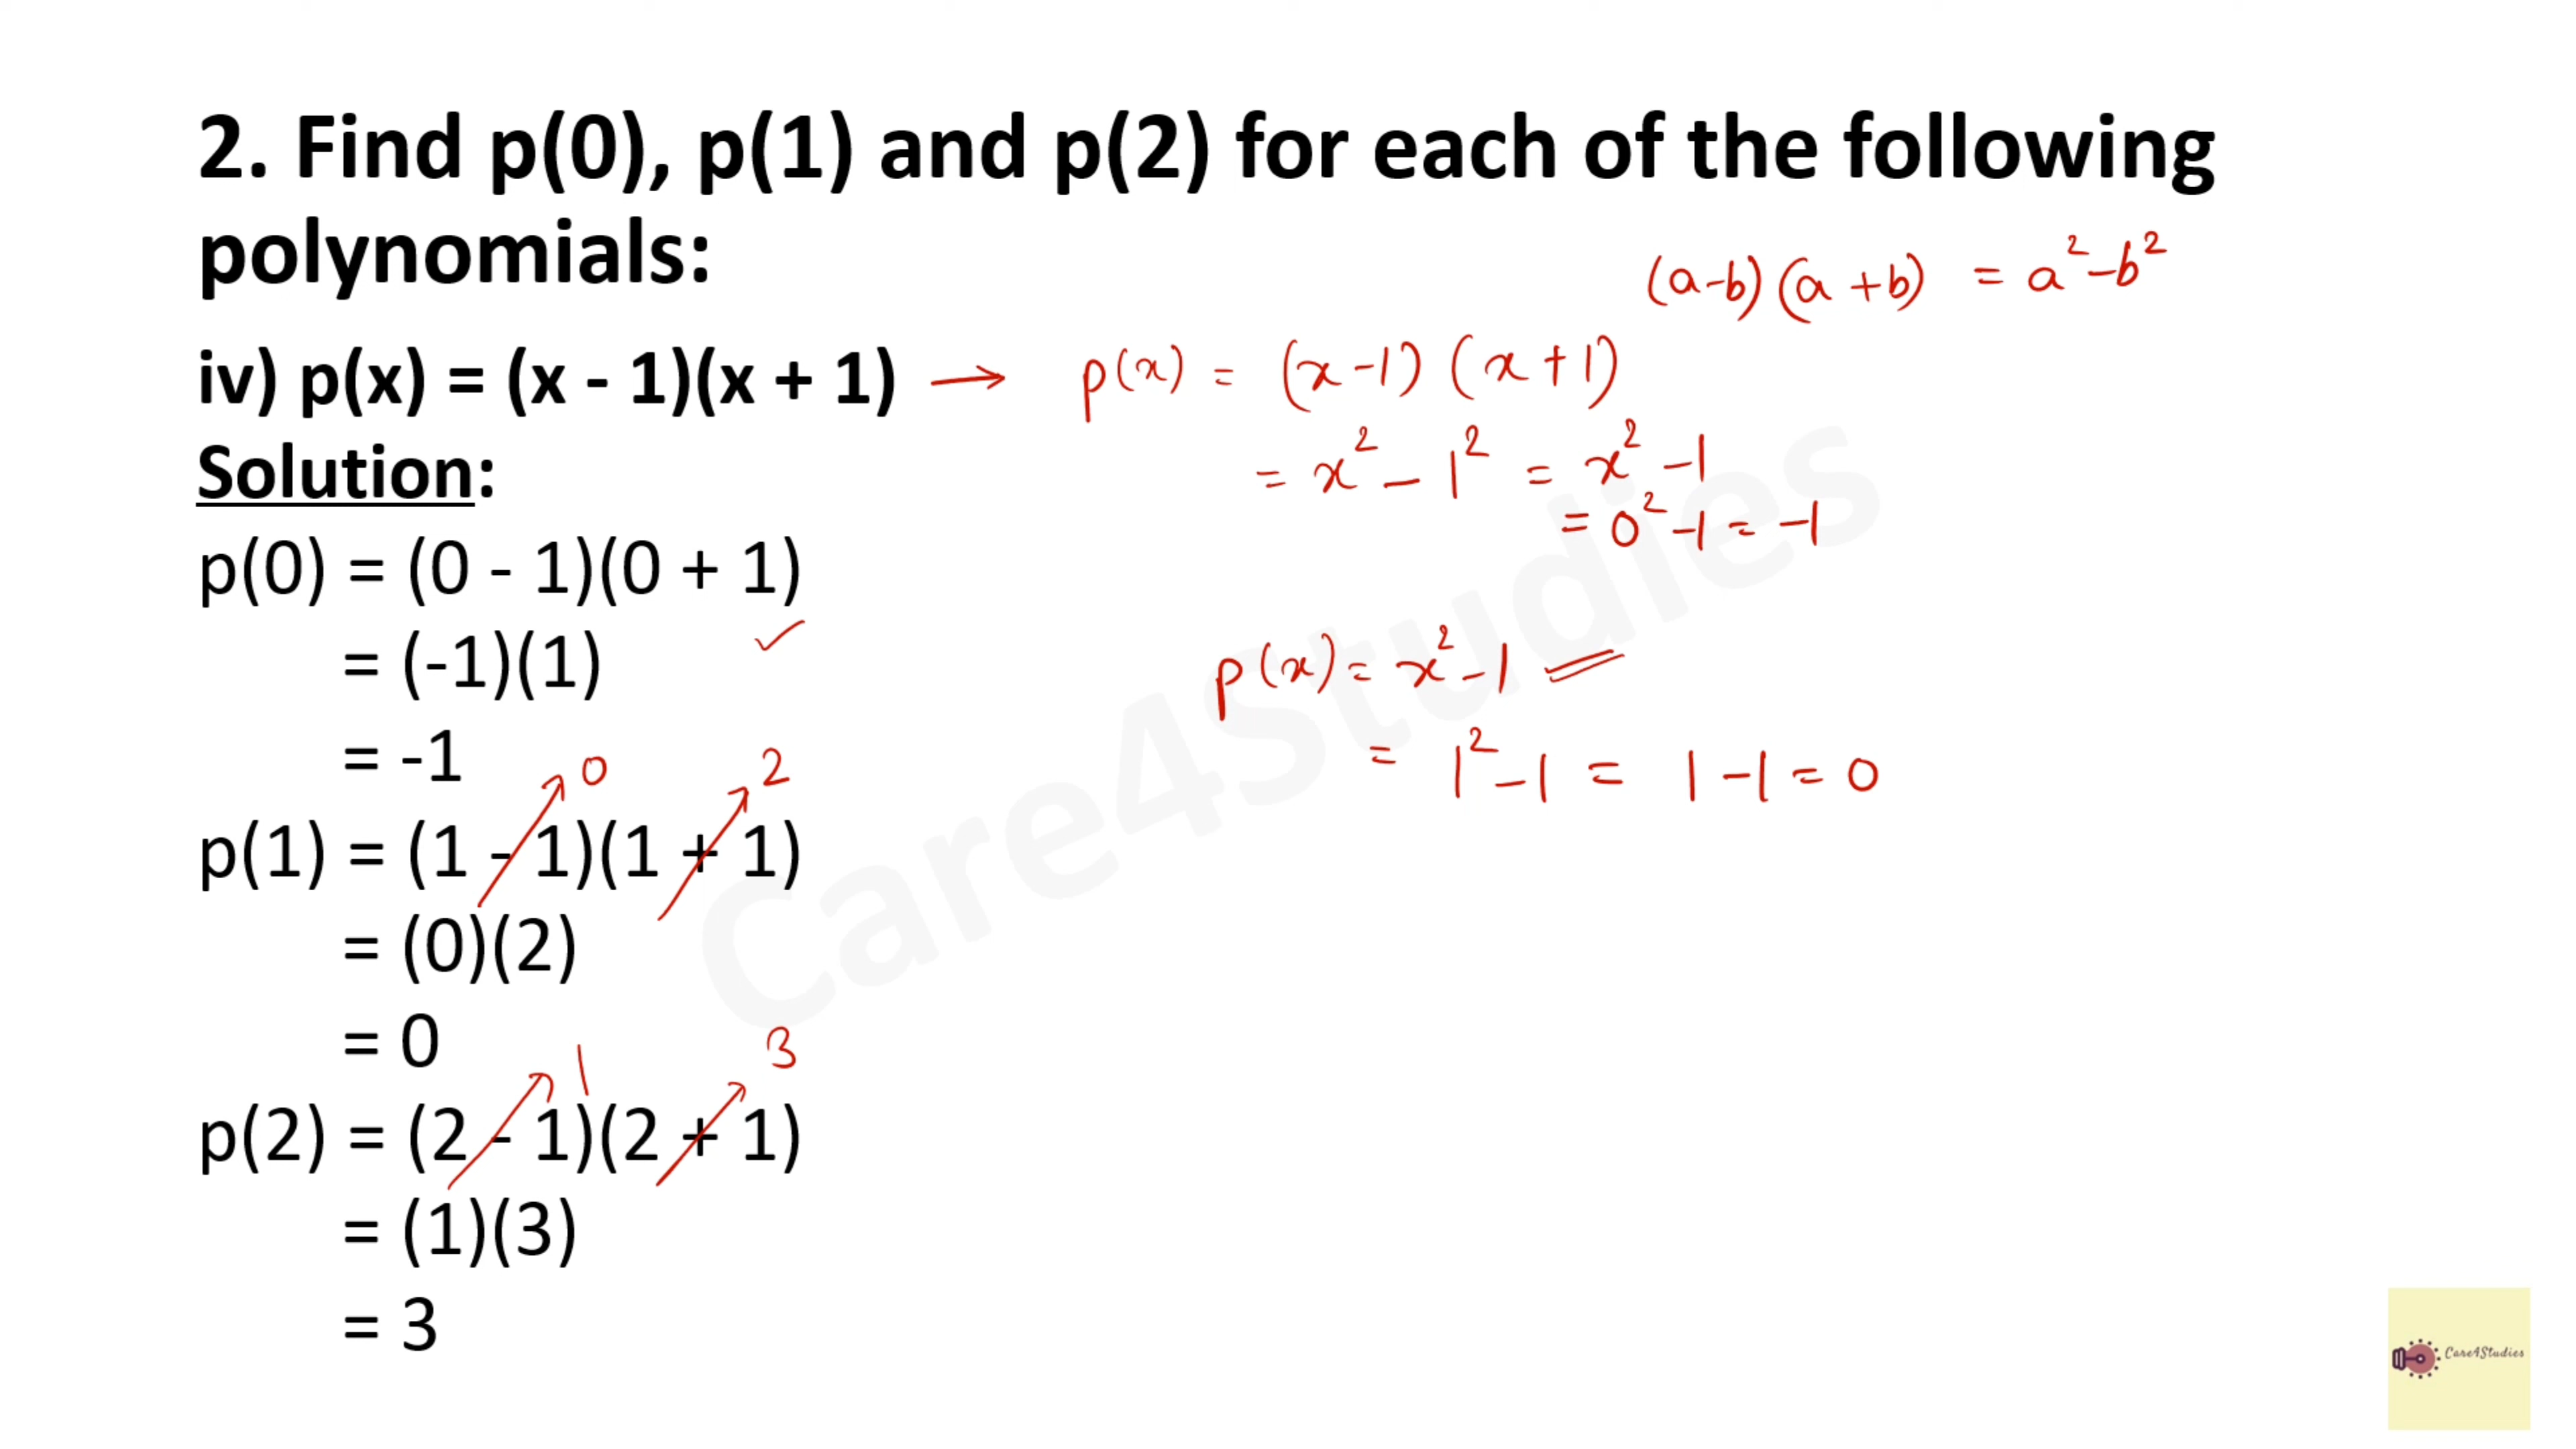 2. Find p(0), p(1) and p(2) for each of the following
polynomials:
(a-b)(a+b) = a²-b²
iv) p(x) = (x - 1)(x + 1) → p(x) = (x-1)(x+1)
= x² - 1² = x² -1
= 0² -1 = -1
Solution:
p(0) = (0 - 1)(0 + 1)
= (-1)(1) ✓
= -1
p(x) = x² -1
= 1² -1 = 1 -1 = 0
0 2
p(1) = (1 - 1)(1 + 1)
= (0)(2)
= 0
1 3
p(2) = (2 - 1)(2 + 1)
= (1)(3)
= 3
Care4Studies
Care4Studies